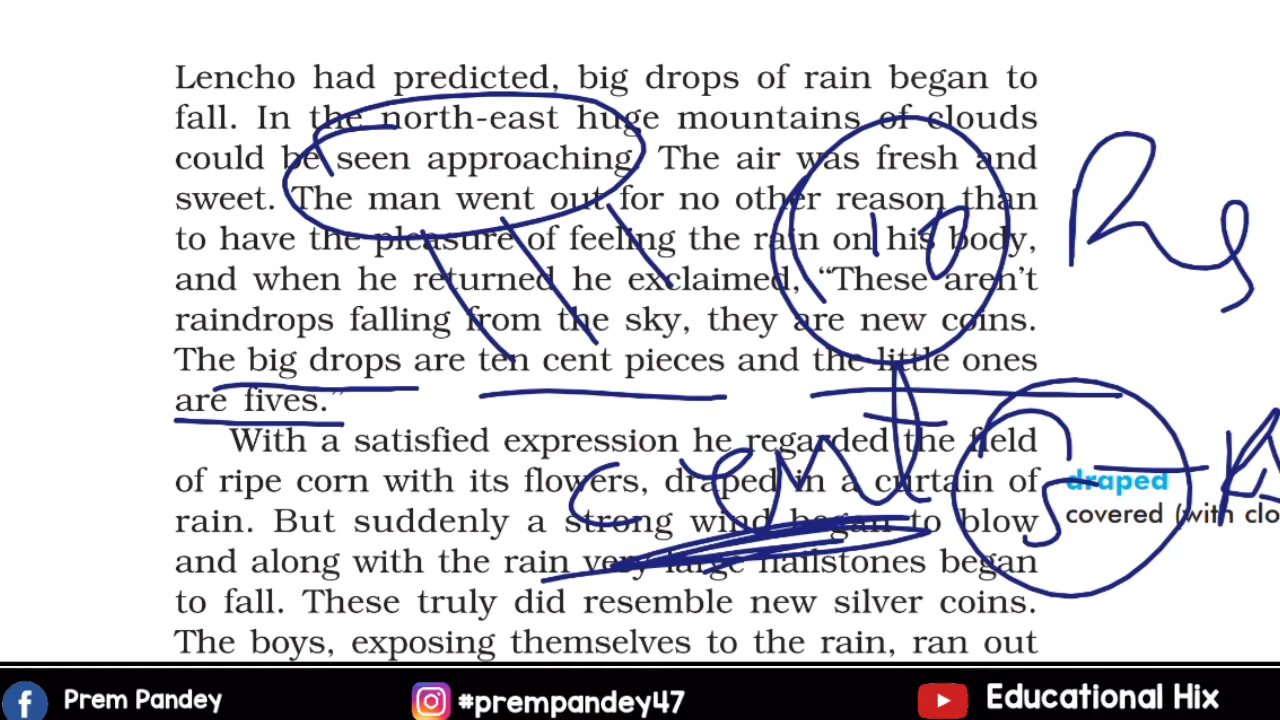 Lencho had predicted, big drops of rain began to
fall. In the north-east huge mountains of clouds
could be seen approaching. The air was fresh and
sweet. The man went out for no other reason than
to have the pleasure of feeling the rain on his body,
and when he returned he exclaimed, “These aren’t
raindrops falling from the sky, they are new coins.
The big drops are ten cent pieces and the little ones
are fives.”
With a satisfied expression he regarded the field
of ripe corn with its flowers, draped in a curtain of
rain. But suddenly a strong wind began to blow
and along with the rain very large hailstones began
to fall. These truly did resemble new silver coins.
The boys, exposing themselves to the rain, ran out
10 Rs
cent
5
draped
covered (with clo
Prem Pandey
#prempandey47
Educational Hix